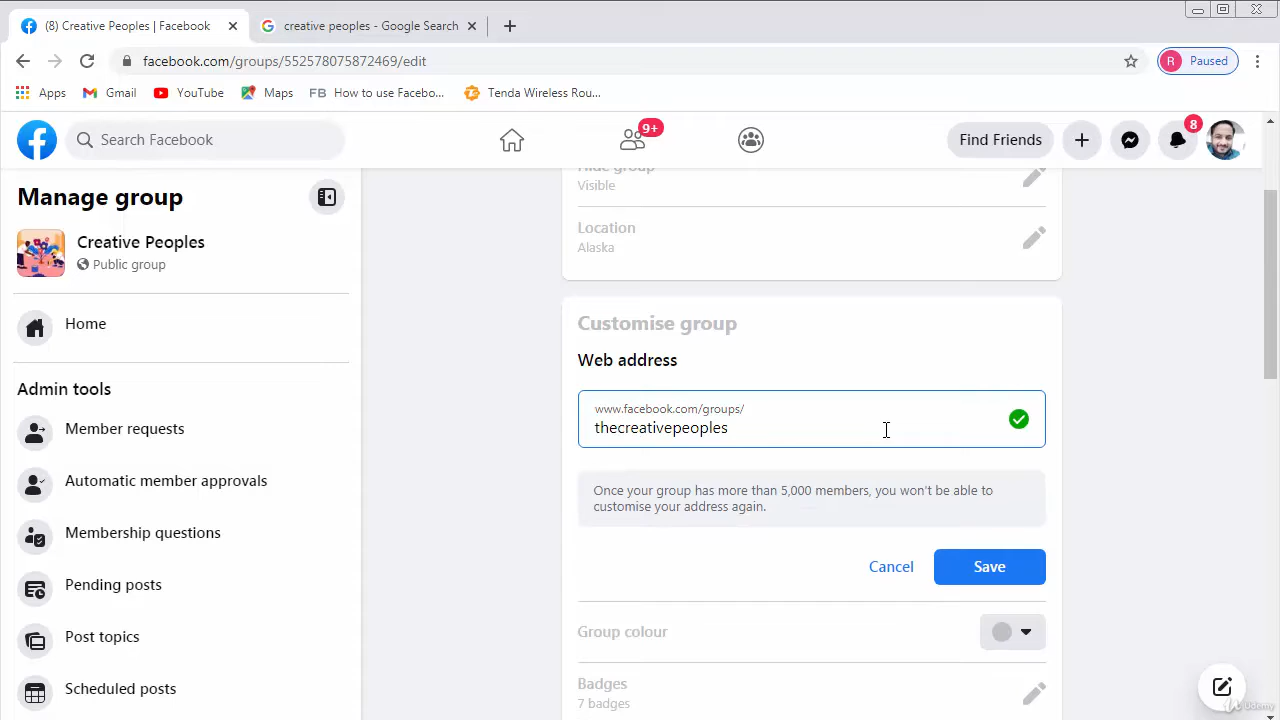 (8) Creative Peoples | Facebook
creative peoples - Google Search
facebook.com/groups/552578075872469/edit
R Paused
Apps
Gmail
YouTube
Maps
FB How to use Facebo...
Tenda Wireless Rou...
Search Facebook
9+
Find Friends
8
Manage group
Creative Peoples
Public group
Home
Admin tools
Member requests
Automatic member approvals
Membership questions
Pending posts
Post topics
Scheduled posts
Hide group
Visible
Location
Alaska
Customise group
Web address
www.facebook.com/groups/
thecreativepeoples
Once your group has more than 5,000 members, you won't be able to
customise your address again.
Cancel
Save
Group colour
Badges
7 badges
Udemy